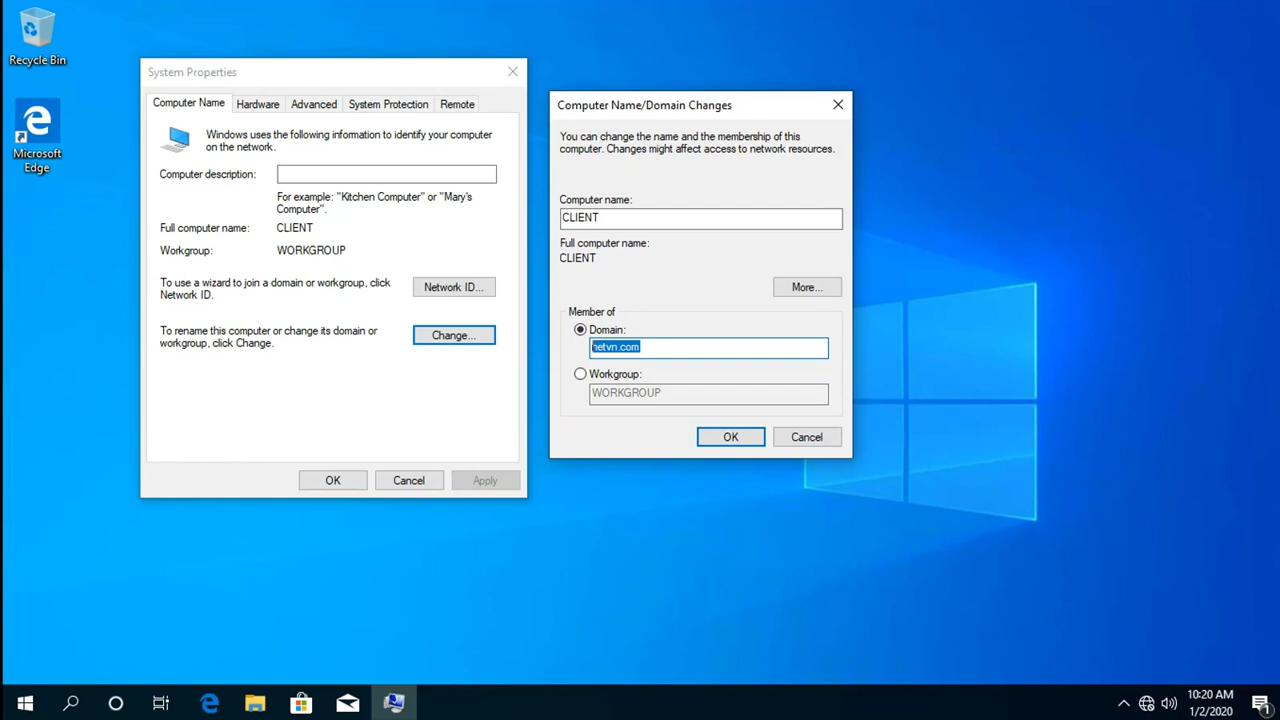 Recycle Bin
Microsoft
Edge
System Properties
Computer Name
Hardware
Advanced
System Protection
Remote
Windows uses the following information to identify your computer
on the network.
Computer description:
For example: "Kitchen Computer" or "Mary's
Computer".
Full computer name:
CLIENT
Workgroup:
WORKGROUP
To use a wizard to join a domain or workgroup, click
Network ID.
Network ID...
To rename this computer or change its domain or
workgroup, click Change.
Change...
OK
Cancel
Apply
Computer Name/Domain Changes
You can change the name and the membership of this
computer. Changes might affect access to network resources.
Computer name:
CLIENT
Full computer name:
CLIENT
More...
Member of
Domain:
netvn.com
Workgroup:
WORKGROUP
OK
Cancel
10:20 AM
1/2/2020
1